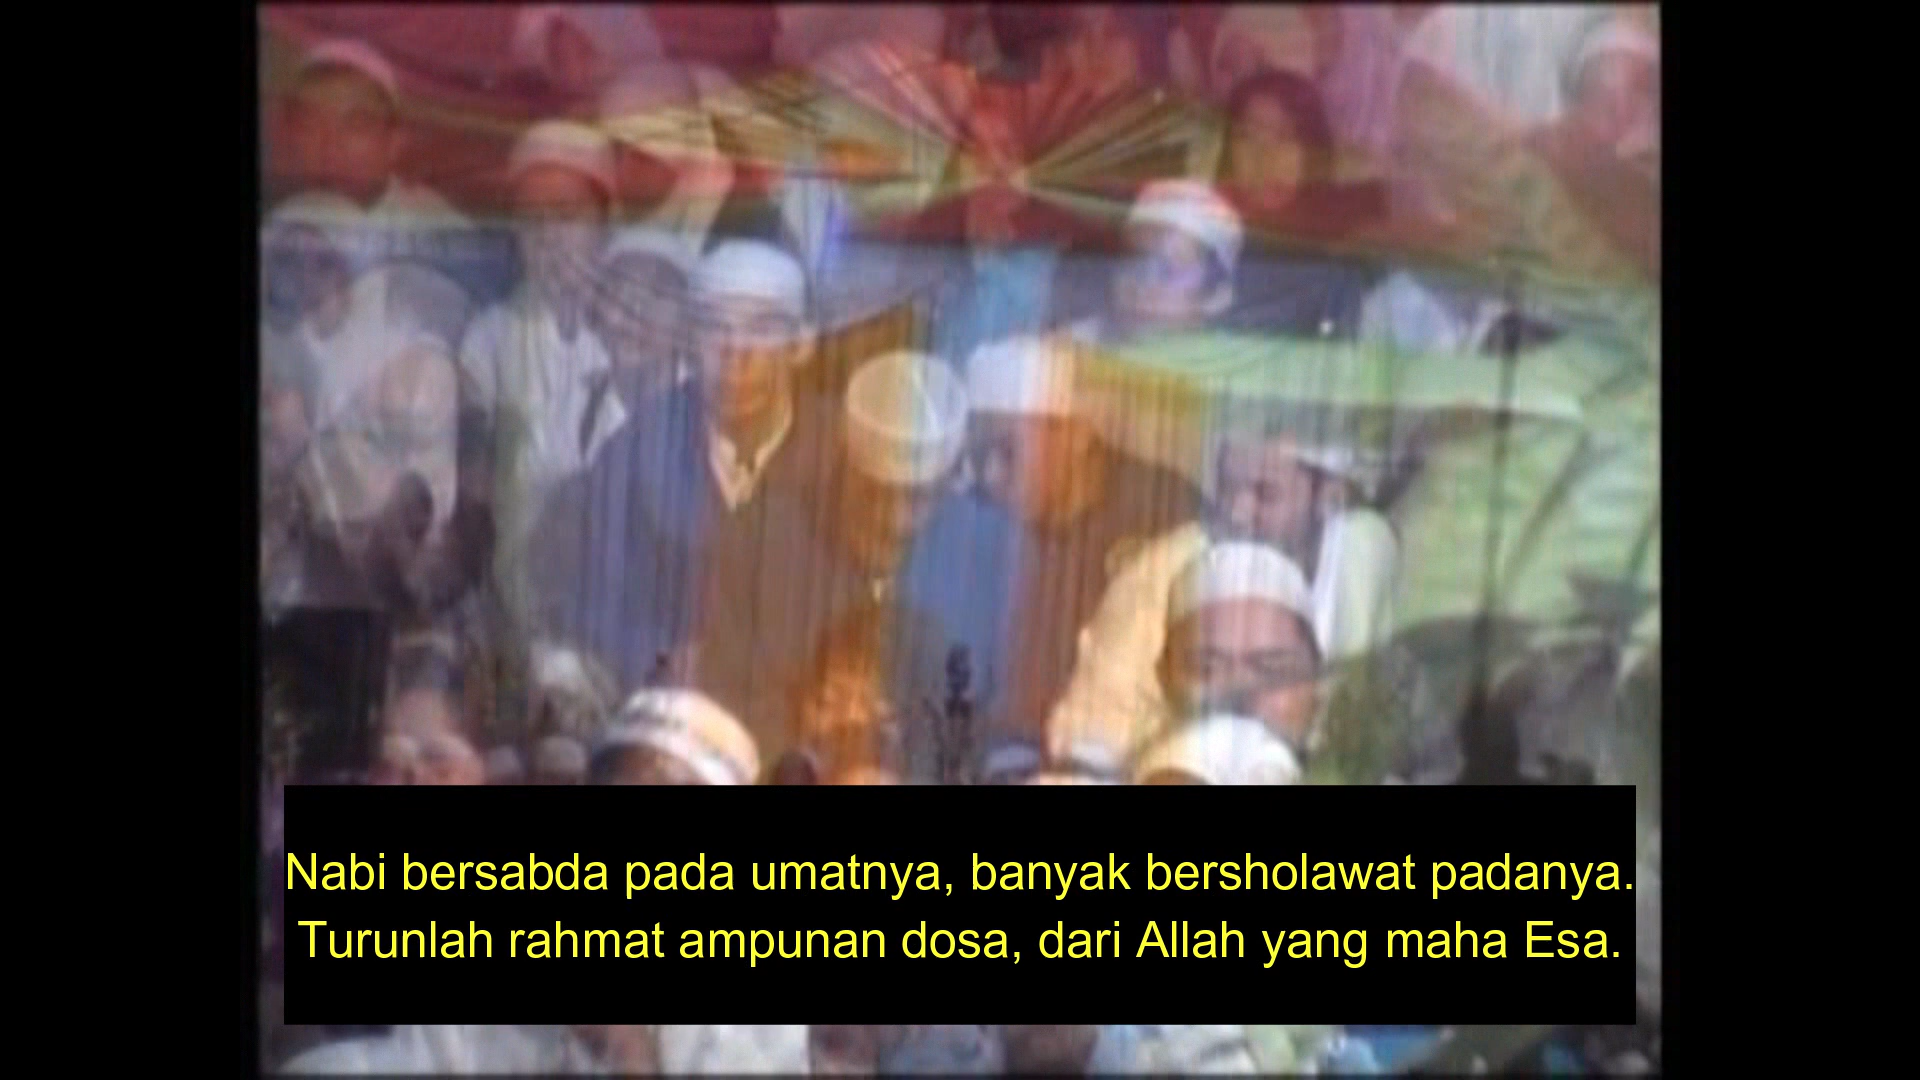 Nabi bersabda pada umatnya, banyak bersholawat padanya.
Turunlah rahmat ampunan dosa, dari Allah yang maha Esa.